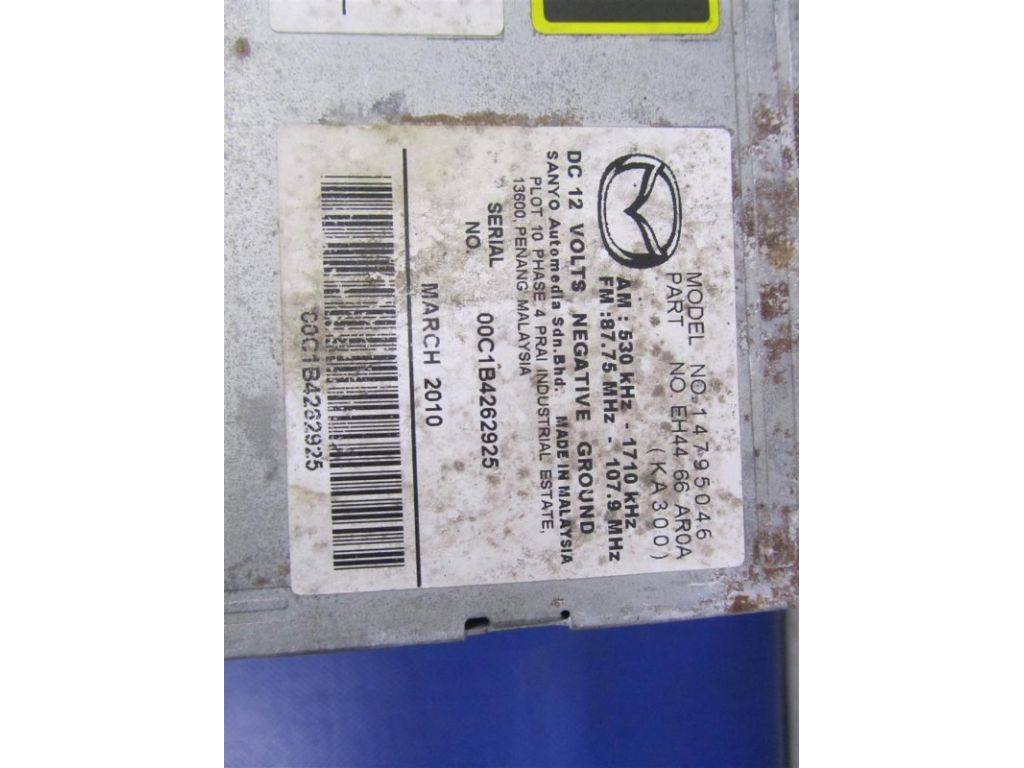 MODEL NO.14795046
PART NO. EH44 66 AR0A
(KA300)
AM : 530 kHz - 1710 kHz
FM : 87.75 MHz - 107.9 MHz
DC 12 VOLTS NEGATIVE GROUND
SANYO Automedia Sdn.Bhd. MADE IN MALAYSIA
PLOT 10 PHASE 4 PRAI INDUSTRIAL ESTATE,
13600, PENANG MALAYSIA
SERIAL NO. 00C1B4262925
MARCH 2010
00C1B4262925